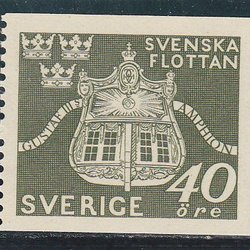 SVENSKA
FLOTTAN
GUSTAF III'S AMPHION
SVERIGE 40
öre